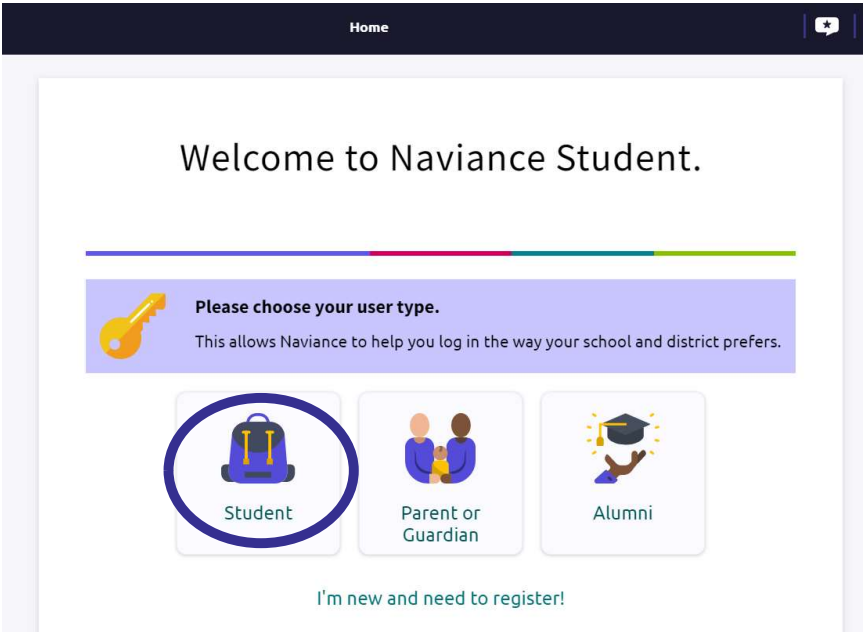 Home
Welcome to Naviance Student.
Please choose your user type.
This allows Naviance to help you log in the way your school and district prefers.
Student
Parent or
Guardian
Alumni
I'm new and need to register!